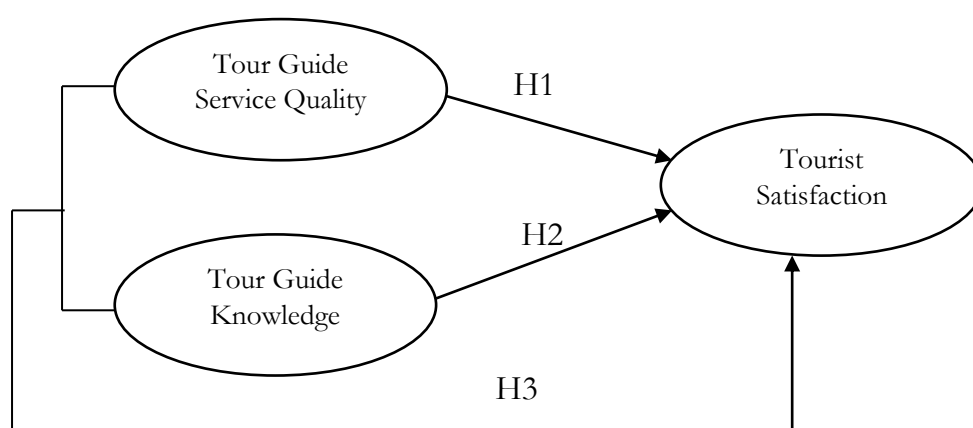 Tour Guide
Service Quality
H1
Tourist
Satisfaction
H2
Tour Guide
Knowledge
H3